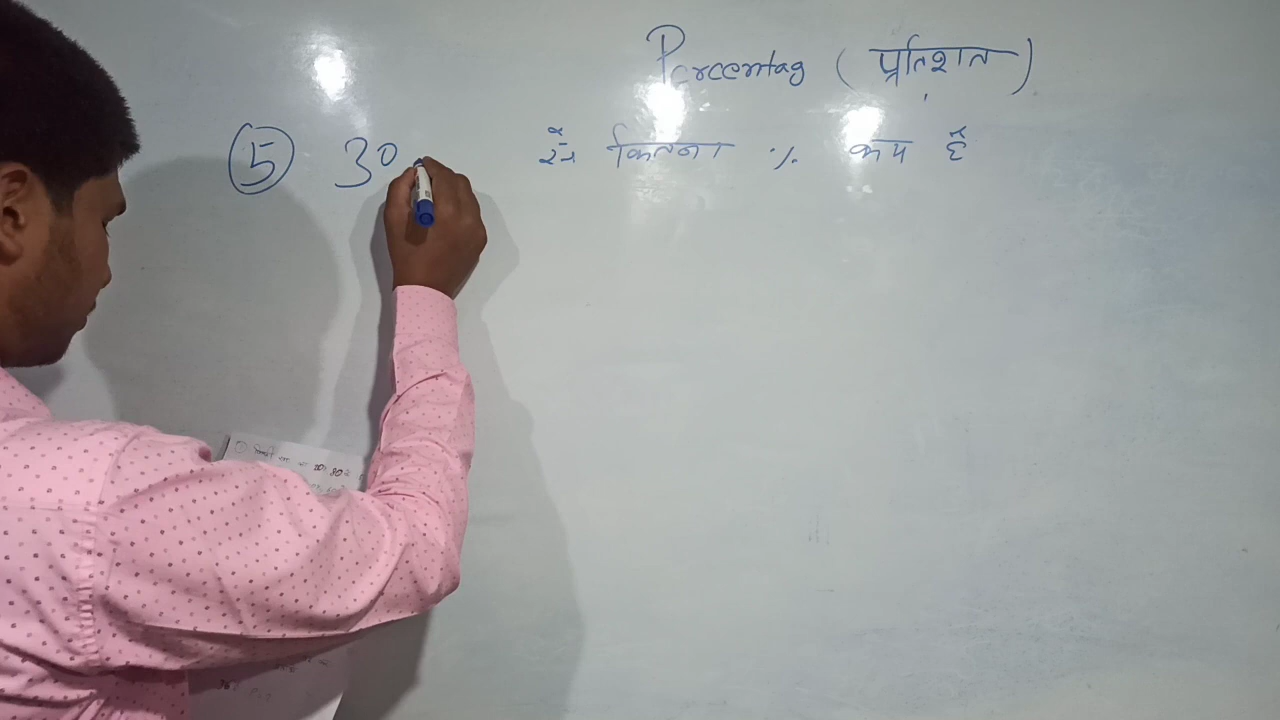 Percentag (प्रतिशत)
⑤ 30 से कितना % कम है